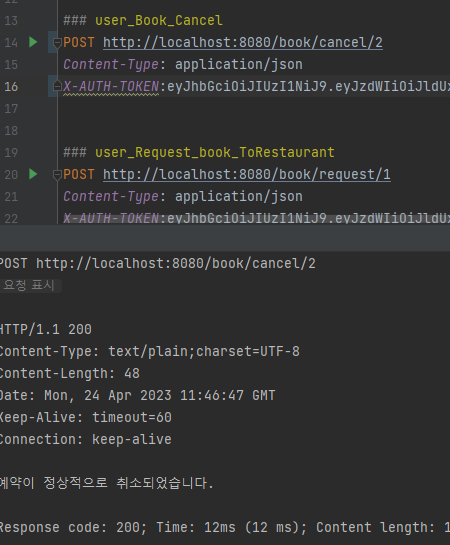 12
13 ### user_Book_Cancel
14 POST http://localhost:8080/book/cancel/2
15 Content-Type: application/json
16 X-AUTH-TOKEN:eyJhbGciOiJIUzI1NiJ9.eyJzdWIiOiJldU
17
18
19 ### user_Request_book_ToRestaurant
20 POST http://localhost:8080/book/request/1
21 Content-Type: application/json
22 X-AUTH-TOKEN:eyJhbGciOiJIUzI1NiJ9.eyJzdWIiOiJldU
POST http://localhost:8080/book/cancel/2
요청 표시
HTTP/1.1 200
Content-Type: text/plain;charset=UTF-8
Content-Length: 48
Date: Mon, 24 Apr 2023 11:46:47 GMT
Keep-Alive: timeout=60
Connection: keep-alive
예약이 정상적으로 취소되었습니다.
Response code: 200; Time: 12ms (12 ms); Content length: 1